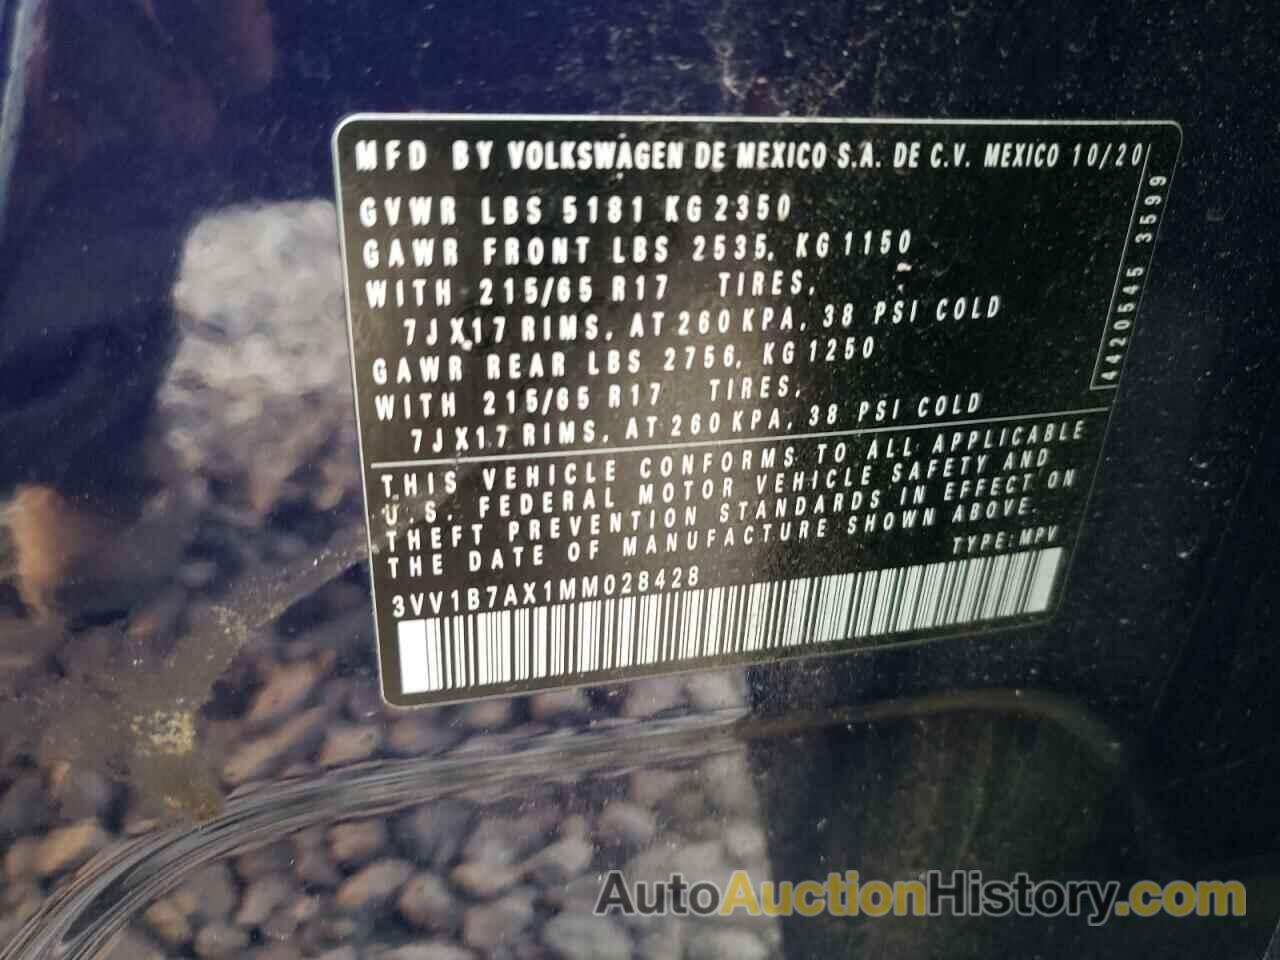 MFD BY VOLKSWAGEN DE MEXICO S.A. DE C.V. MEXICO 10/20
GVWR LBS 5181 KG 2350
GAWR FRONT LBS 2535, KG 1150
WITH 215/65 R17 TIRES,
7JX17 RIMS, AT 260 KPA, 38 PSI COLD
GAWR REAR LBS 2756, KG 1250
WITH 215/65 R17 TIRES,
7JX17 RIMS, AT 260 KPA, 38 PSI COLD
44205453599
THIS VEHICLE CONFORMS TO ALL APPLICABLE
U.S. FEDERAL MOTOR VEHICLE SAFETY AND
THEFT PREVENTION STANDARDS IN EFFECT ON
THE DATE OF MANUFACTURE SHOWN ABOVE.
TYPE: MPV
3VV1B7AX1MM028428
AutoAuctionHistory.com